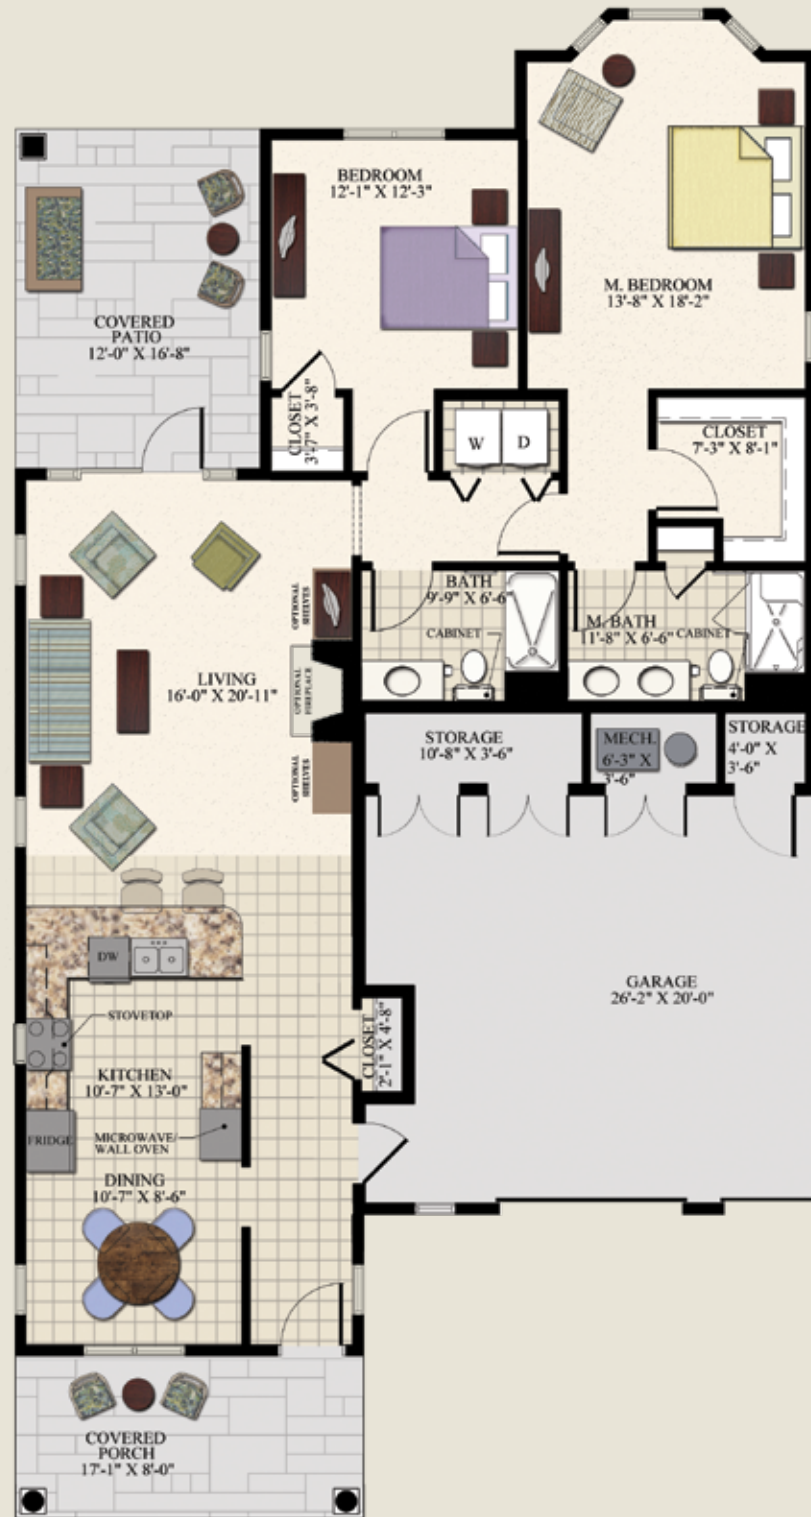 BEDROOM
12'-1" X 12'-3"
M. BEDROOM
13'-8" X 18'-2"
COVERED
PATIO
12'-0" X 16'-8"
CLOSET
3'-7" X 3'-8"
W
D
CLOSET
7'-3" X 8'-1"
BATH
9'-9" X 6'-6"
CABINET
M. BATH
11'-8" X 6'-6"
CABINET
OPTIONAL
SHELVES
LIVING
16'-0" X 20'-11"
OPTIONAL
FIREPLACE
OPTIONAL
SHELVES
STORAGE
10'-8" X 3'-6"
MECH.
6'-3" X
3'-6"
STORAGE
4'-0" X
3'-6"
DW
STOVETOP
GARAGE
26'-2" X 20'-0"
CLOSET
2'-1" X 4'-8"
KITCHEN
10'-7" X 13'-0"
FRIDGE
MICROWAVE/
WALL OVEN
DINING
10'-7" X 8'-6"
COVERED
PORCH
17'-1" X 8'-0"